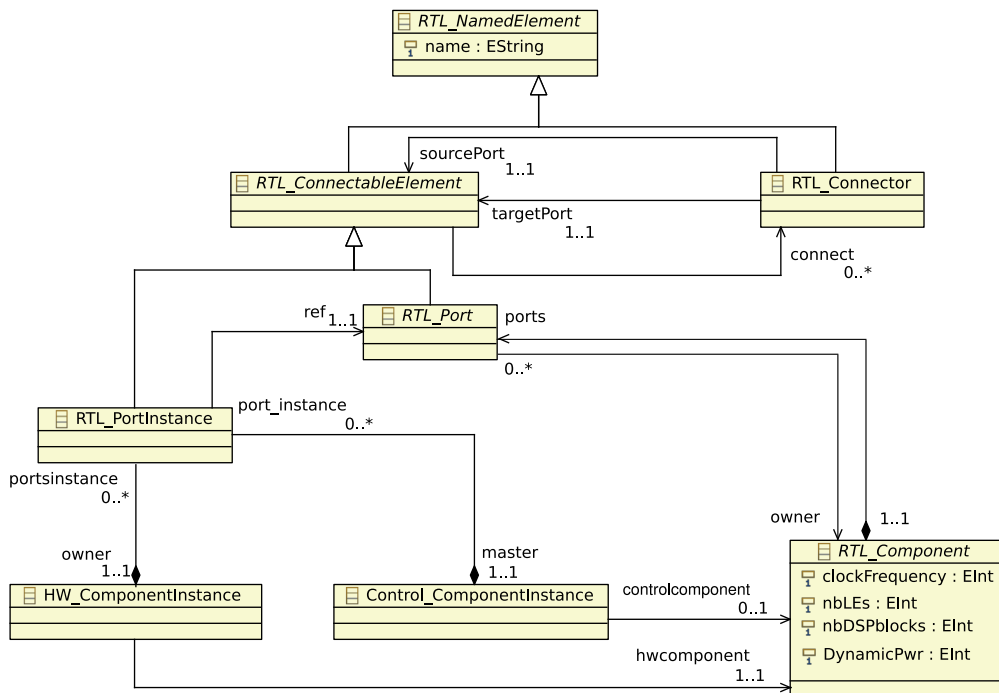 RTL_NamedElement
name : EString
sourcePort
1..1
RTL_ConnectableElement
RTL_Connector
targetPort
1..1
connect
0..*
ref
1..1
RTL_Port
ports
0..*
RTL_PortInstance
port_instance
0..*
portsinstance
0..*
owner
1..1
master
1..1
owner
1..1
RTL_Component
clockFrequency : EInt
nbLEs : EInt
nbDSPblocks : EInt
DynamicPwr : EInt
HW_ComponentInstance
Control_ComponentInstance
controlcomponent
0..1
hwcomponent
1..1